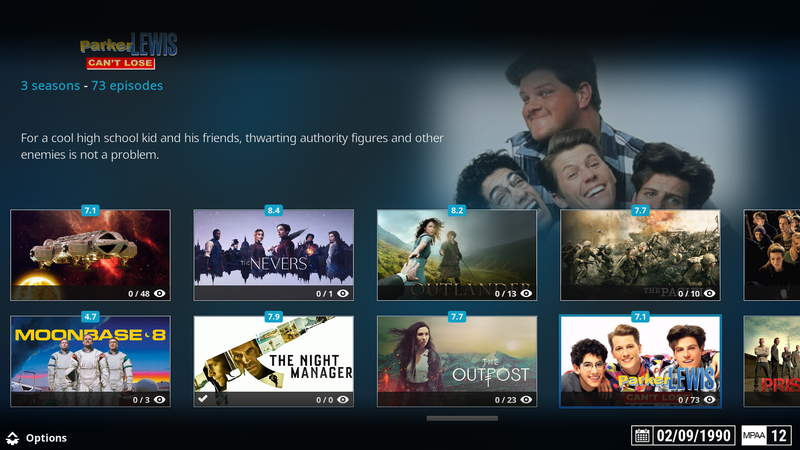 Parker LEWIS
CAN'T LOSE
3 seasons - 73 episodes
For a cool high school kid and his friends, thwarting authority figures and other
enemies is not a problem.
7.1
8.4
8.2
7.7
THE NEVERS
OUTLANDER
THE PACIFIC
0 / 48
0 / 1
0 / 13
0 / 10
4.7
7.9
7.7
7.1
MOONBASE 8
THE NIGHT
MANAGER
THE
OUTPOST
Parker LEWIS
CAN'T LOSE
PRIS
0 / 3
0 / 0
0 / 23
0 / 73
Options
02/09/1990
MPAA 12